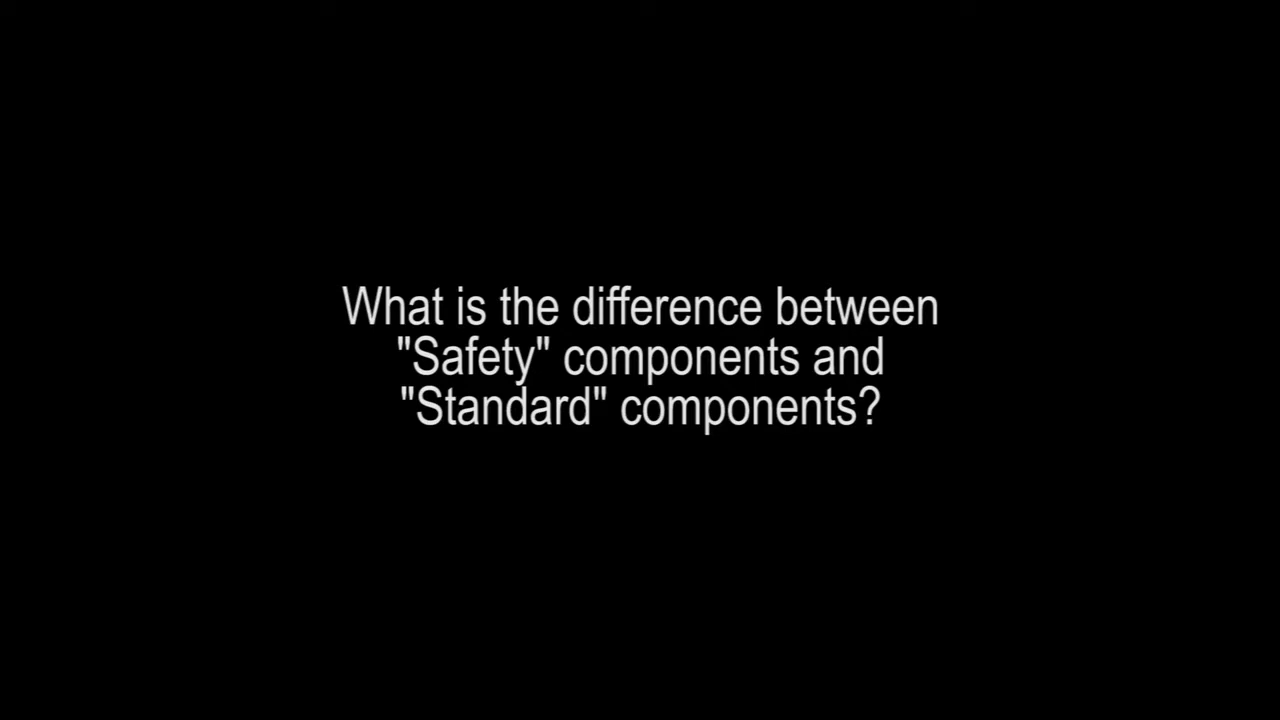 What is the difference between
"Safety" components and
"Standard" components?